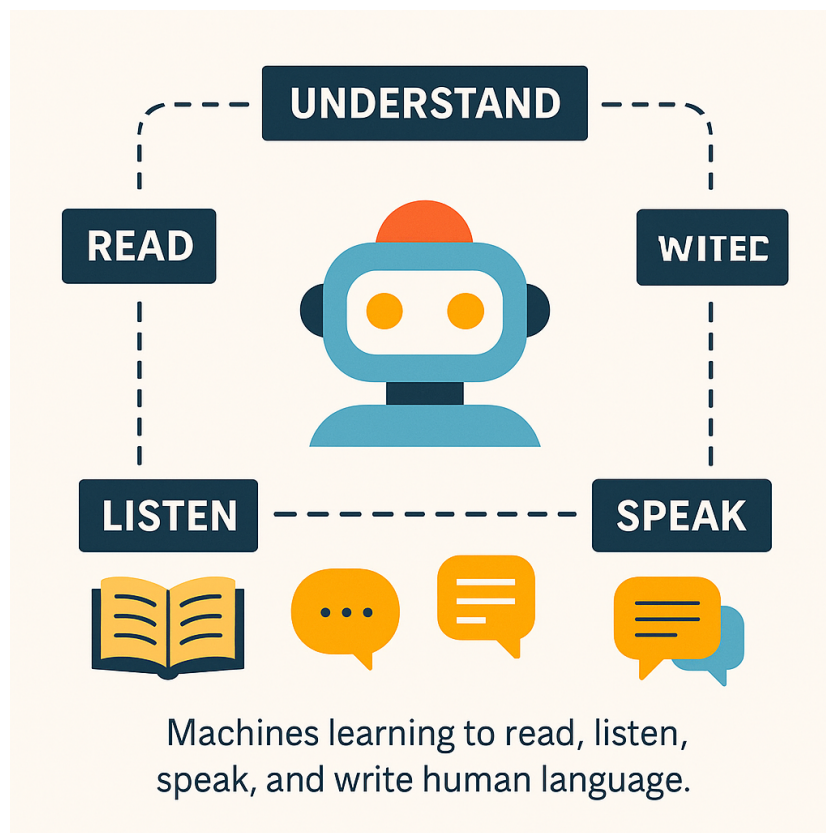 UNDERSTAND
READ
WITEC
LISTEN
SPEAK
Machines learning to read, listen,
speak, and write human language.